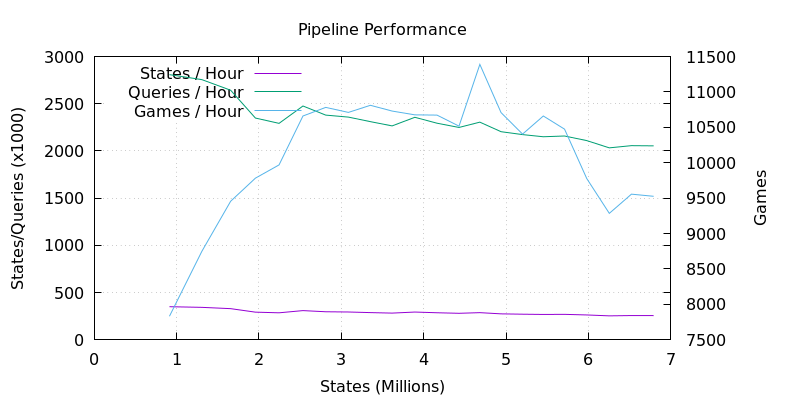 Pipeline Performance
States / Hour
Queries / Hour
Games / Hour
3000
2500
2000
1500
1000
500
0
11500
11000
10500
10000
9500
9000
8500
8000
7500
States/Queries (x1000)
Games
0 1 2 3 4 5 6 7
States (Millions)